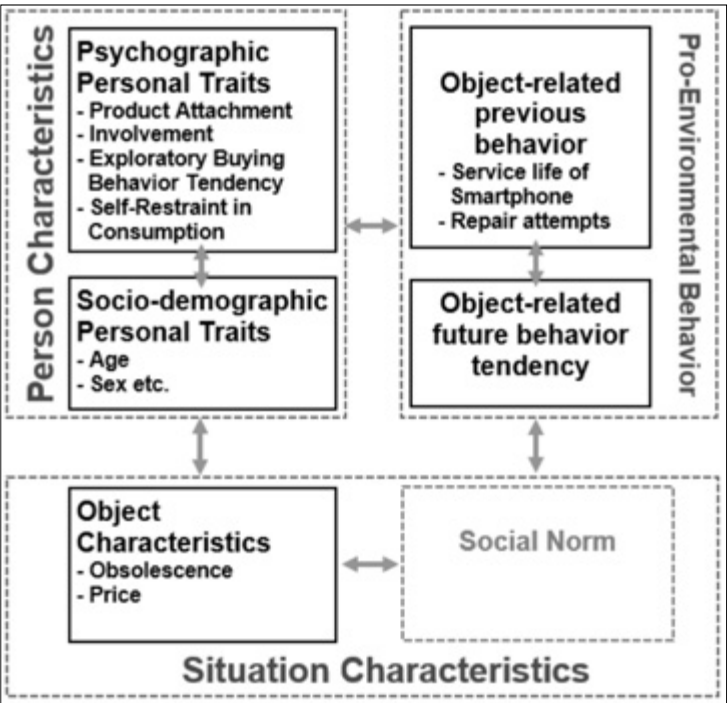 Person Characteristics
Psychographic
Personal Traits
- Product Attachment
- Involvement
- Exploratory Buying
Behavior Tendency
- Self-Restraint in
Consumption
Socio-demographic
Personal Traits
- Age
- Sex etc.
Object-related
previous
behavior
- Service life of
Smartphone
- Repair attempts
Object-related
future behavior
tendency
Pro-Environmental Behavior
Object
Characteristics
- Obsolescence
- Price
Social Norm
Situation Characteristics